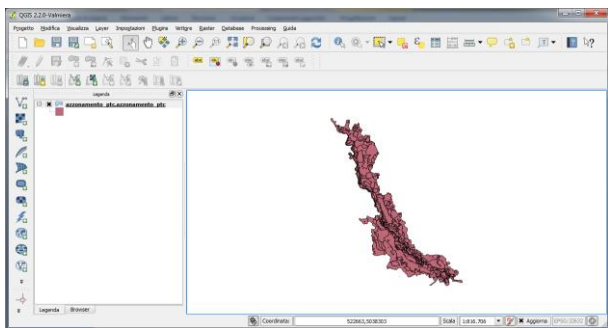 QGIS 2.2.0-Valmiera
Progetto Modifica Visualizza Layer Impostazioni Plugins Vettore Raster Database Processing Guida
Legenda
azzonamento_ptc.azzonamento_ptc
Legenda Browser
Coordinata: 522663,5038303 Scala Aggiorna